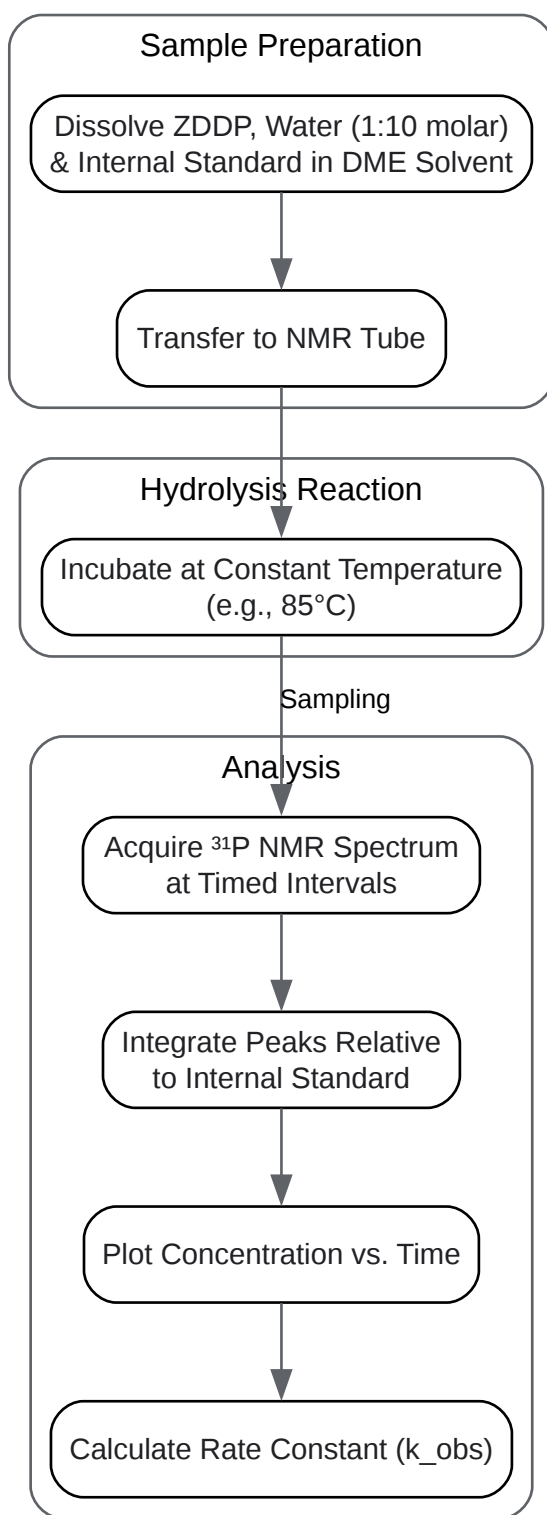 Sample Preparation
Dissolve ZDDP, Water (1:10 molar)
& Internal Standard in DME Solvent
Transfer to NMR Tube
Hydrolysis Reaction
Incubate at Constant Temperature
(e.g., 85°C)
Sampling
Analysis
Acquire ³¹P NMR Spectrum
at Timed Intervals
Integrate Peaks Relative
to Internal Standard
Plot Concentration vs. Time
Calculate Rate Constant (k_obs)